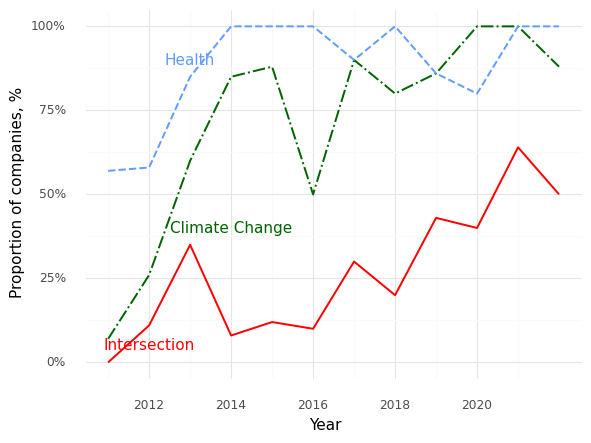 100%
Health
75%
50%
Climate Change
25%
Intersection
0%
Proportion of companies, %
2012 2014 2016 2018 2020
Year